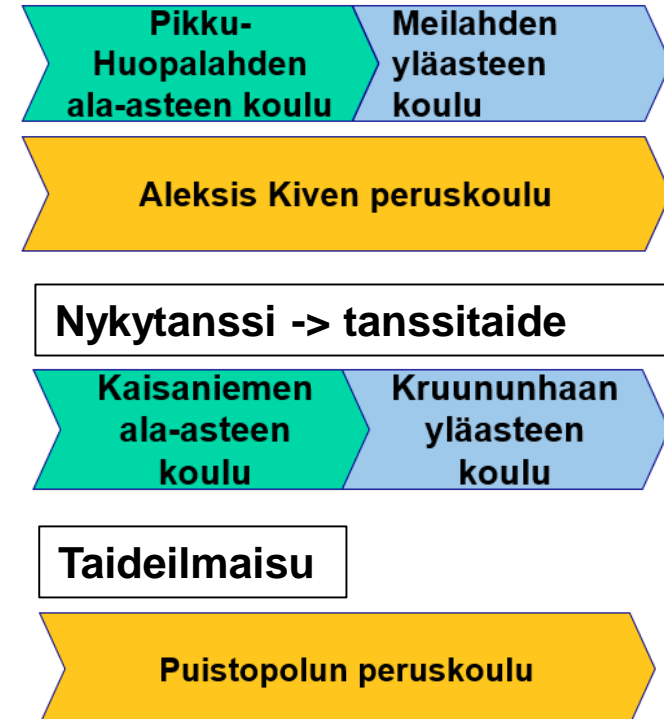 Pikku-
Huopalahden
ala-asteen koulu
Meilahden
yläasteen
koulu
Aleksis Kiven peruskoulu
Nykytanssi -> tanssitaide
Kaisaniemen
ala-asteen
koulu
Kruununhaan
yläasteen
koulu
Taideilmaisu
Puistopolun peruskoulu